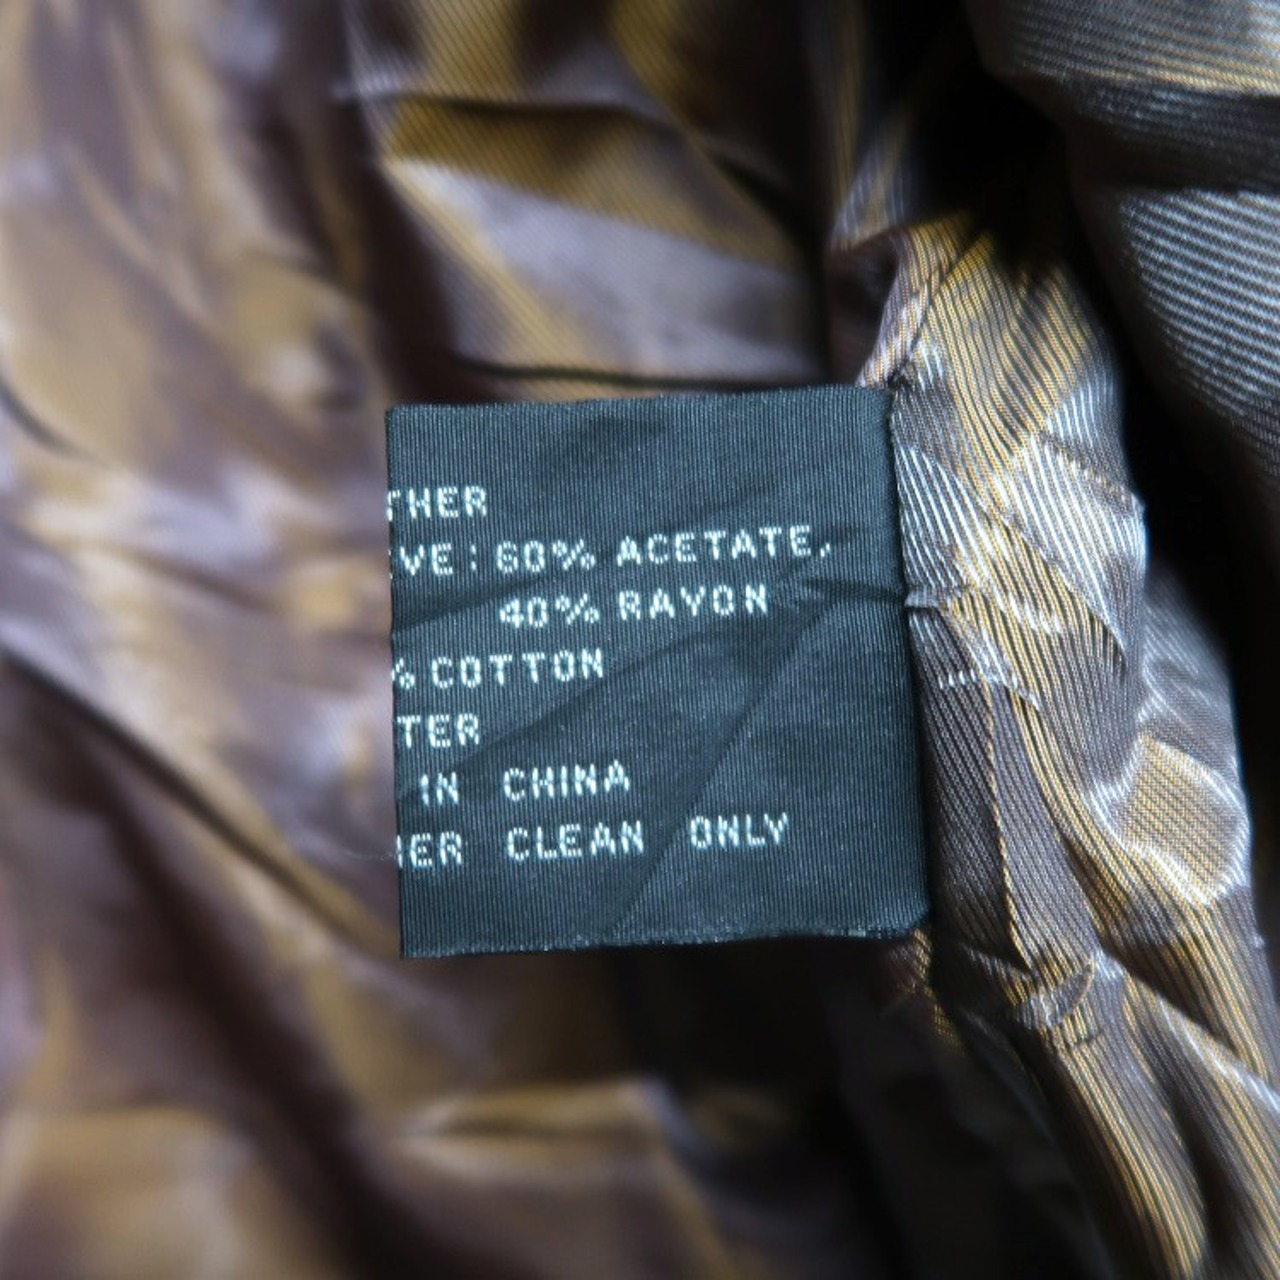 THER
VE: 60% ACETATE,
40% RAYON
% COTTON
TER
IN CHINA
ER CLEAN ONLY